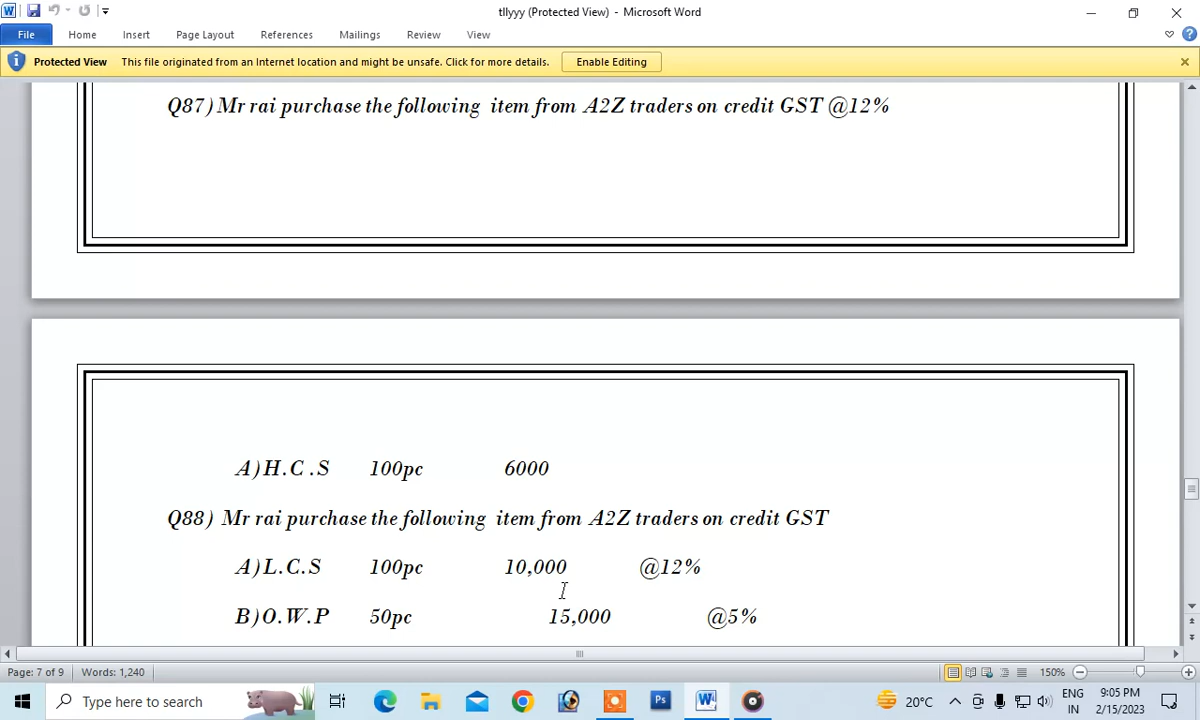 tllyyy (Protected View) - Microsoft Word
File Home Insert Page Layout References Mailings Review View
Protected View This file originated from an Internet location and might be unsafe. Click for more details. Enable Editing
Q87) Mr rai purchase the following item from A2Z traders on credit GST @12%
A) H.C .S 100pc 6000
Q88) Mr rai purchase the following item from A2Z traders on credit GST
A) L.C.S 100pc 10,000 @12%
B) O.W.P 50pc 15,000 @5%
Page: 7 of 9 Words: 1,240 150%
Type here to search 20°C ENG IN 9:05 PM 2/15/2023